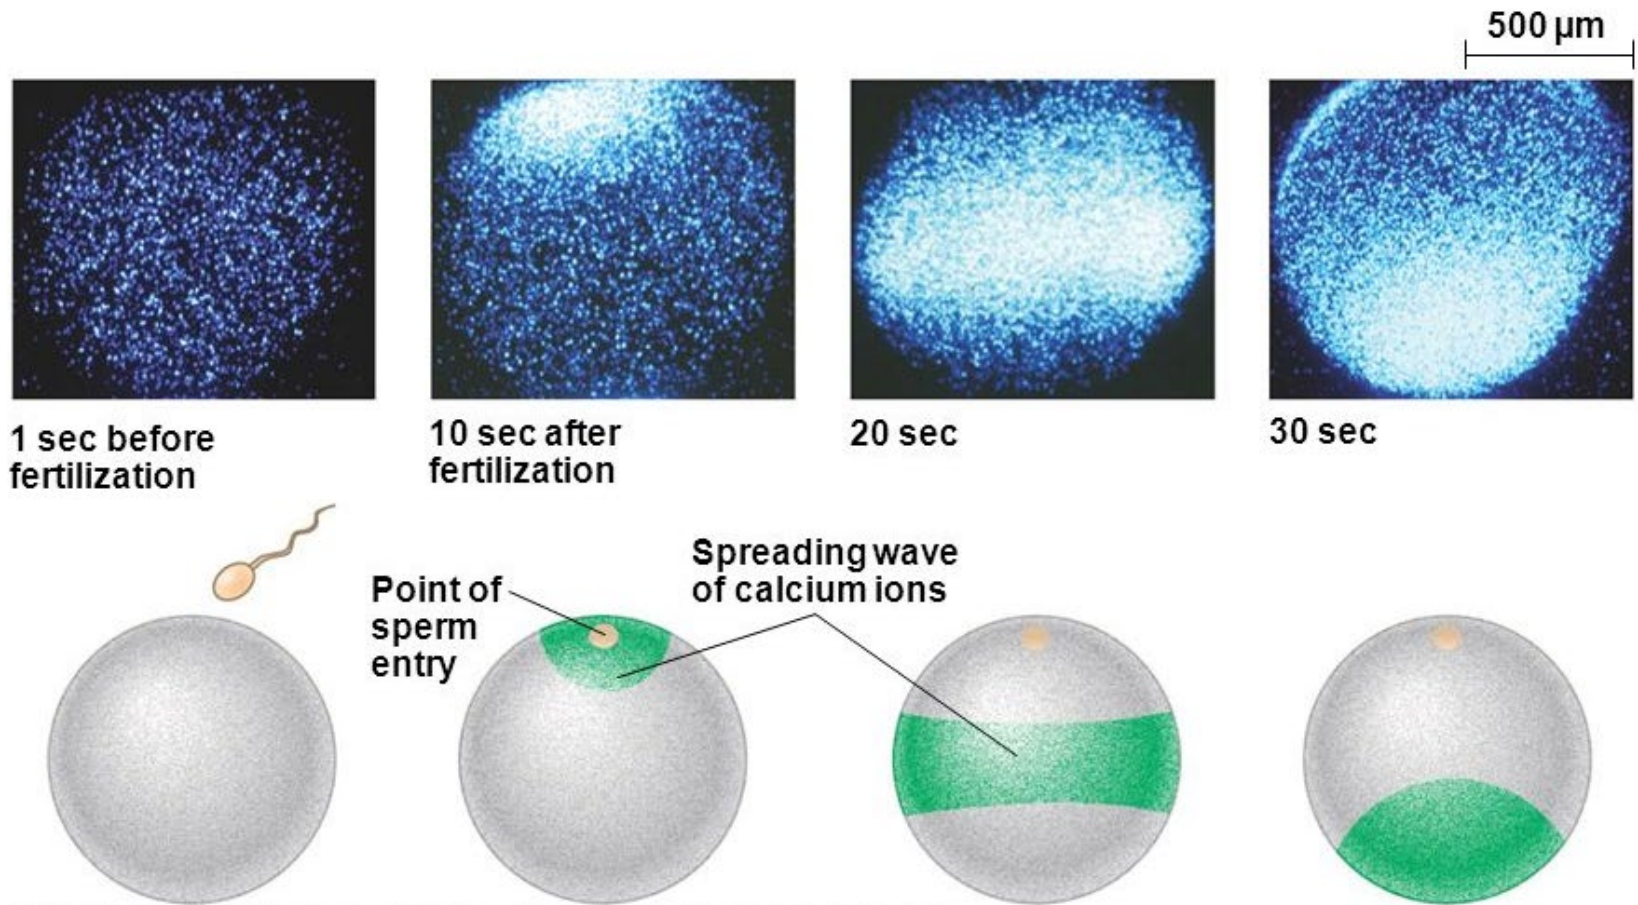 500 µm
1 sec before
fertilization
10 sec after
fertilization
20 sec
30 sec
Point of
sperm
entry
Spreading wave
of calcium ions